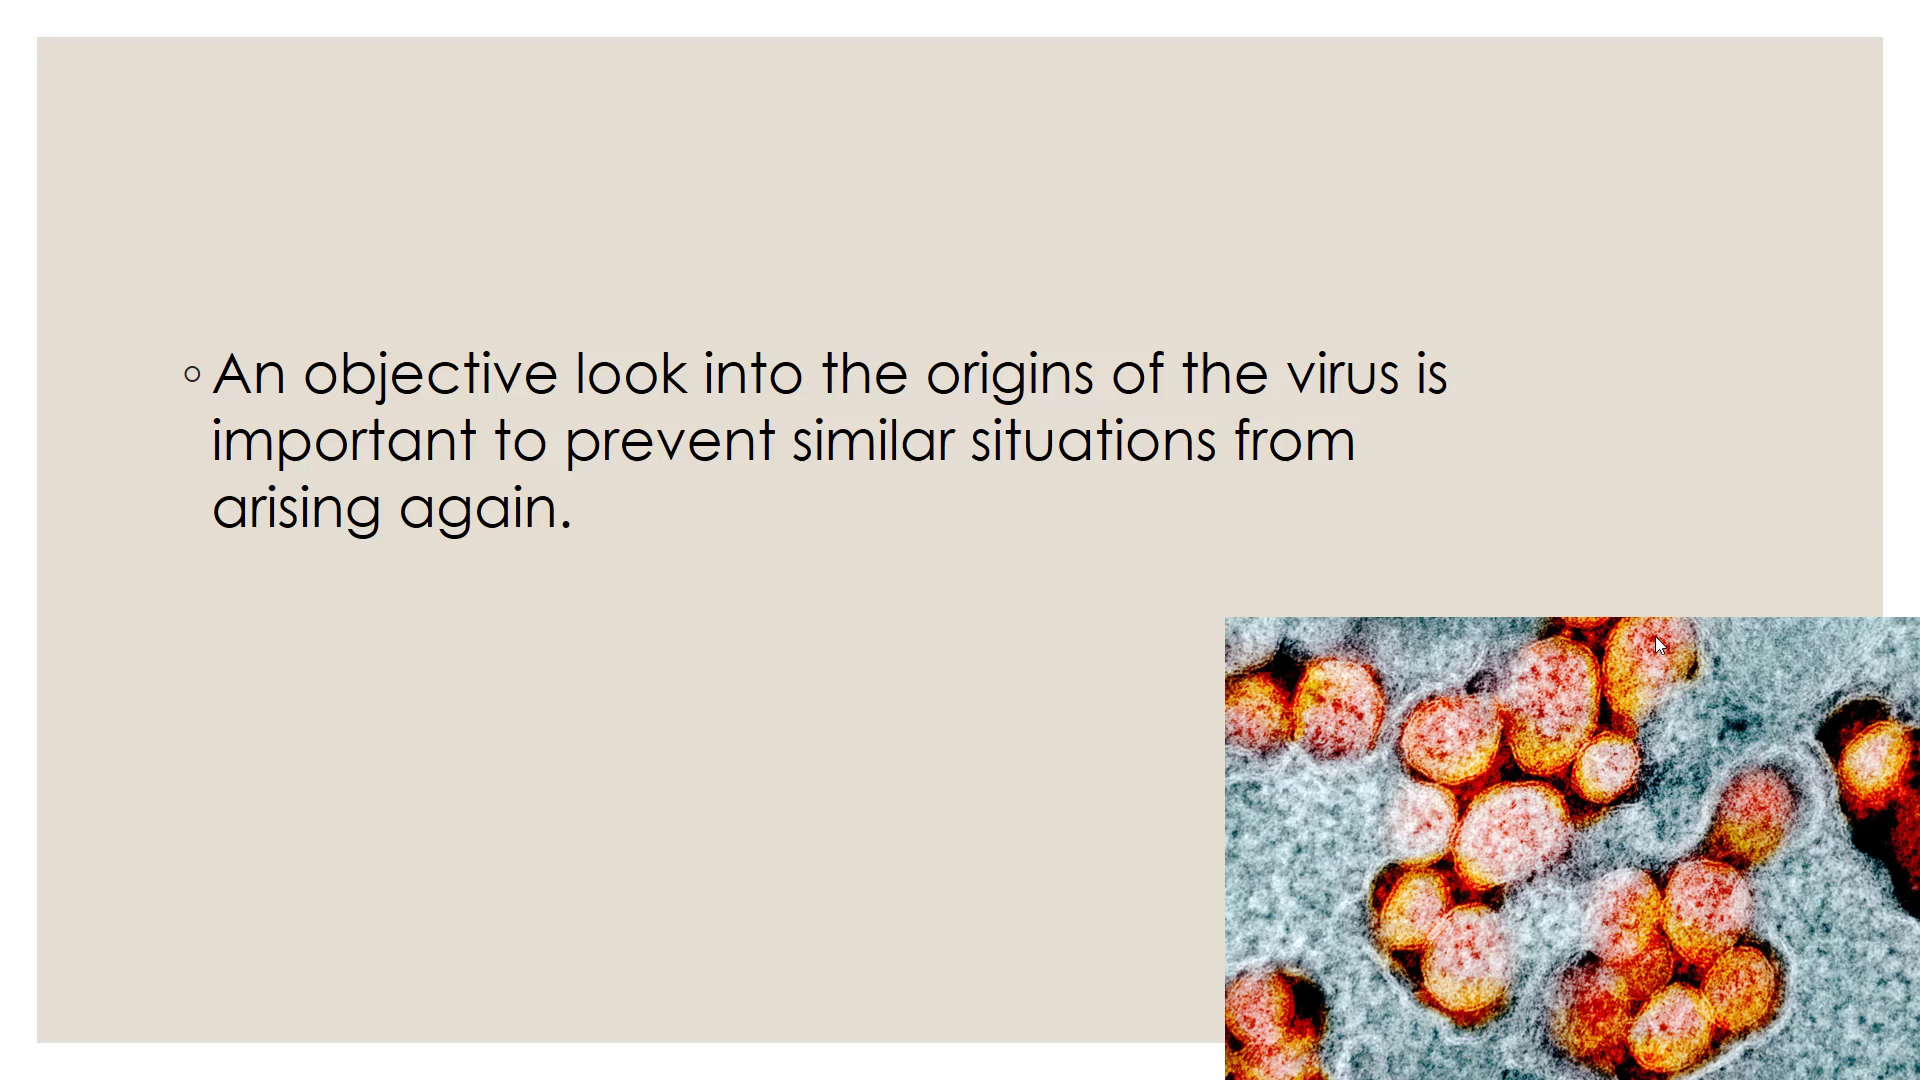 ◦ An objective look into the origins of the virus is
important to prevent similar situations from
arising again.